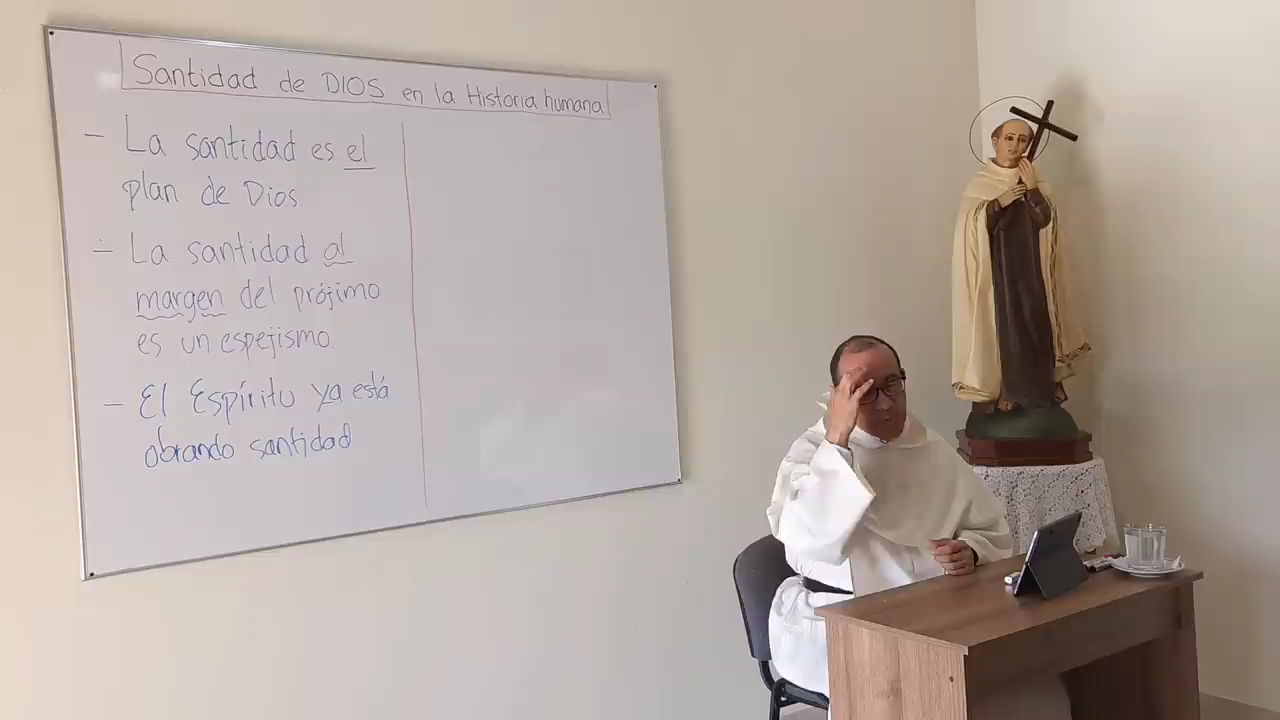 Santidad de DIOS en la Historia humana
- La santidad es el
plan de Dios.
- La santidad al
margen del prójimo
es un espejismo.
- El Espíritu ya está
obrando santidad